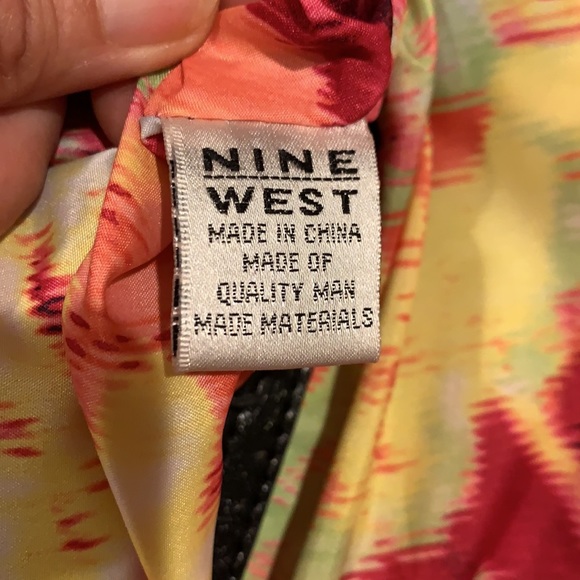 NINE
WEST
MADE IN CHINA
MADE OF
QUALITY MAN
MADE MATERIALS